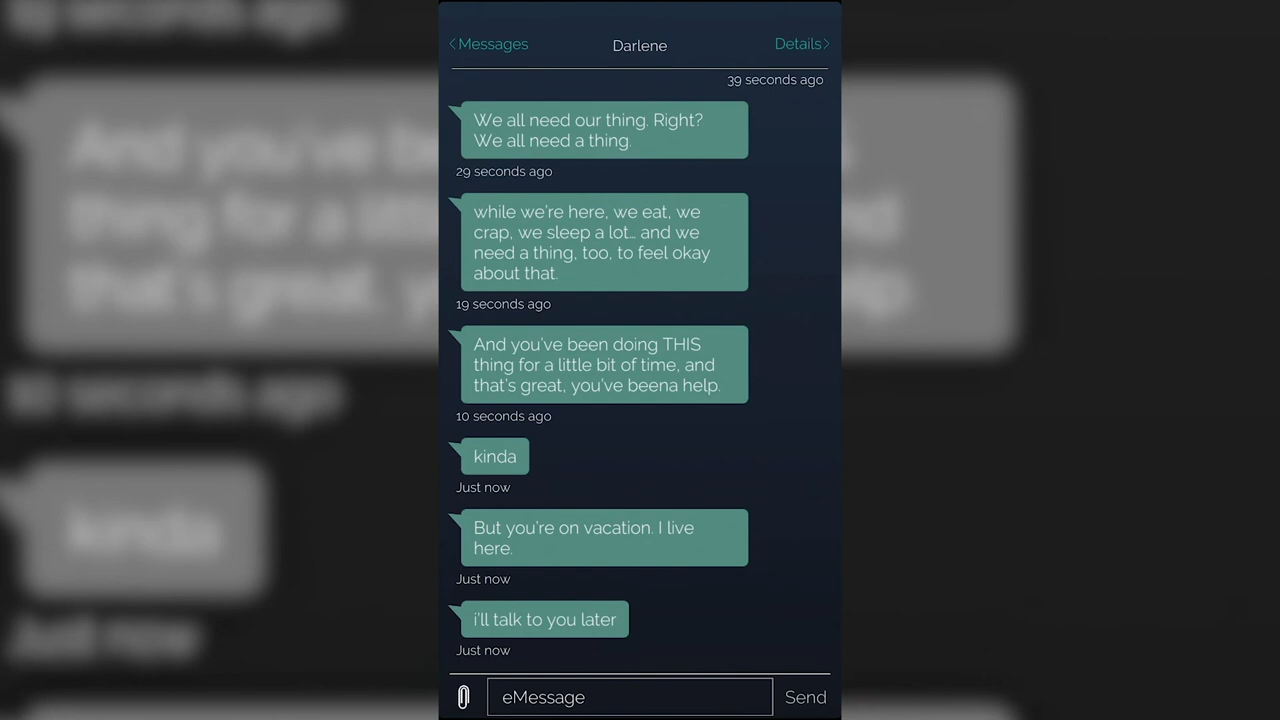 <Messages
Darlene
Details>
39 seconds ago
We all need our thing. Right?
We all need a thing.
29 seconds ago
while we're here, we eat, we
crap, we sleep a lot… and we
need a thing, too, to feel okay
about that.
19 seconds ago
And you've been doing THIS
thing for a little bit of time, and
that's great, you've beena help.
10 seconds ago
kinda
Just now
But you're on vacation. I live
here.
Just now
i'll talk to you later
Just now
eMessage
Send